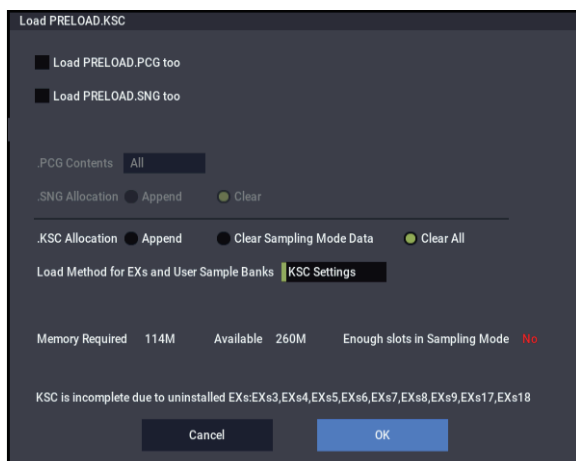 Load PRELOAD.KSC
Load PRELOAD.PCG too
Load PRELOAD.SNG too
.PCG Contents All
.SNG Allocation Append Clear
.KSC Allocation Append Clear Sampling Mode Data Clear All
Load Method for EXs and User Sample Banks KSC Settings
Memory Required 114M Available 260M Enough slots in Sampling Mode No
KSC is incomplete due to uninstalled EXs:EXs3,EXs4,EXs5,EXs6,EXs7,EXs8,EXs9,EXs17,EXs18
Cancel OK